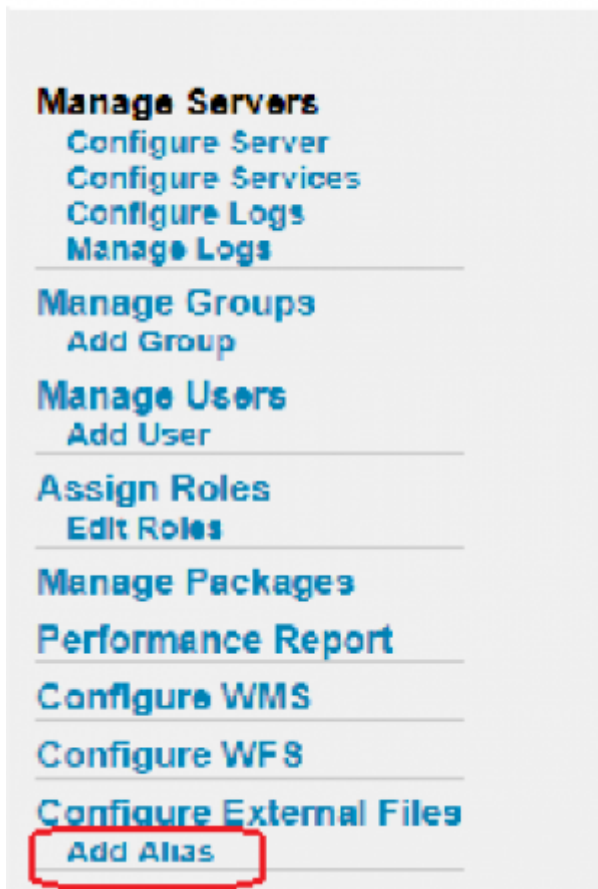 Manage Servers
Configure Server
Configure Services
Configure Logs
Manage Logs
Manage Groups
Add Group
Manage Users
Add User
Assign Roles
Edit Roles
Manage Packages
Performance Report
Configure WMS
Configure WFS
Configure External Files
Add Alias